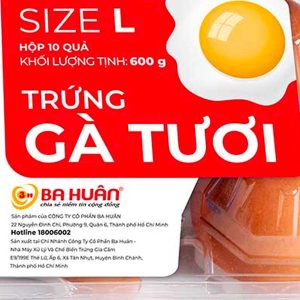 SIZE L
HỘP 10 QUẢ
KHỐI LƯỢNG TỊNH: 600 g
TRỨNG
GÀ TƯƠI
BA HUÂN
chia sẻ niềm tin cộng đồng
Sản phẩm của CÔNG TY CỔ PHẦN BA HUÂN
22 Nguyễn Đình Chi, Phường 9, Quận 6, Thành phố Hồ Chí Minh
Hotline 18006002
Sản xuất tại Chi Nhánh Công Ty Cổ Phần Ba Huân -
Nhà Máy Xử Lý Và Chế Biến Trứng Gia Cầm
E9/199E Thế Lữ, Ấp 6, Xã Tân Nhựt, Huyện Bình Chánh,
Thành phố Hồ Chí Minh